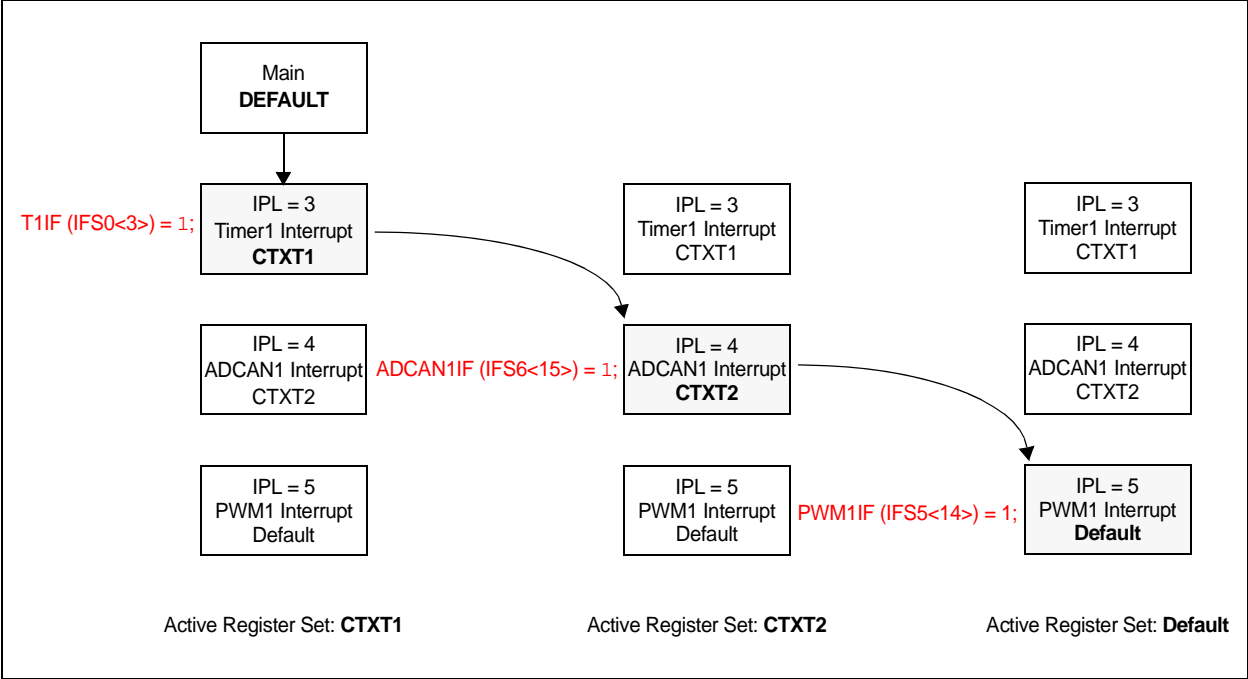 Main
DEFAULT
T1IF (IFS0<3>) = 1;
IPL = 3
Timer1 Interrupt
CTXT1
IPL = 3
Timer1 Interrupt
CTXT1
IPL = 3
Timer1 Interrupt
CTXT1
IPL = 4
ADCAN1 Interrupt
CTXT2
ADCAN1IF (IFS6<15>) = 1;
IPL = 4
ADCAN1 Interrupt
CTXT2
IPL = 4
ADCAN1 Interrupt
CTXT2
IPL = 5
PWM1 Interrupt
Default
IPL = 5
PWM1 Interrupt
Default
PWM1IF (IFS5<14>) = 1;
IPL = 5
PWM1 Interrupt
Default
Active Register Set: CTXT1
Active Register Set: CTXT2
Active Register Set: Default